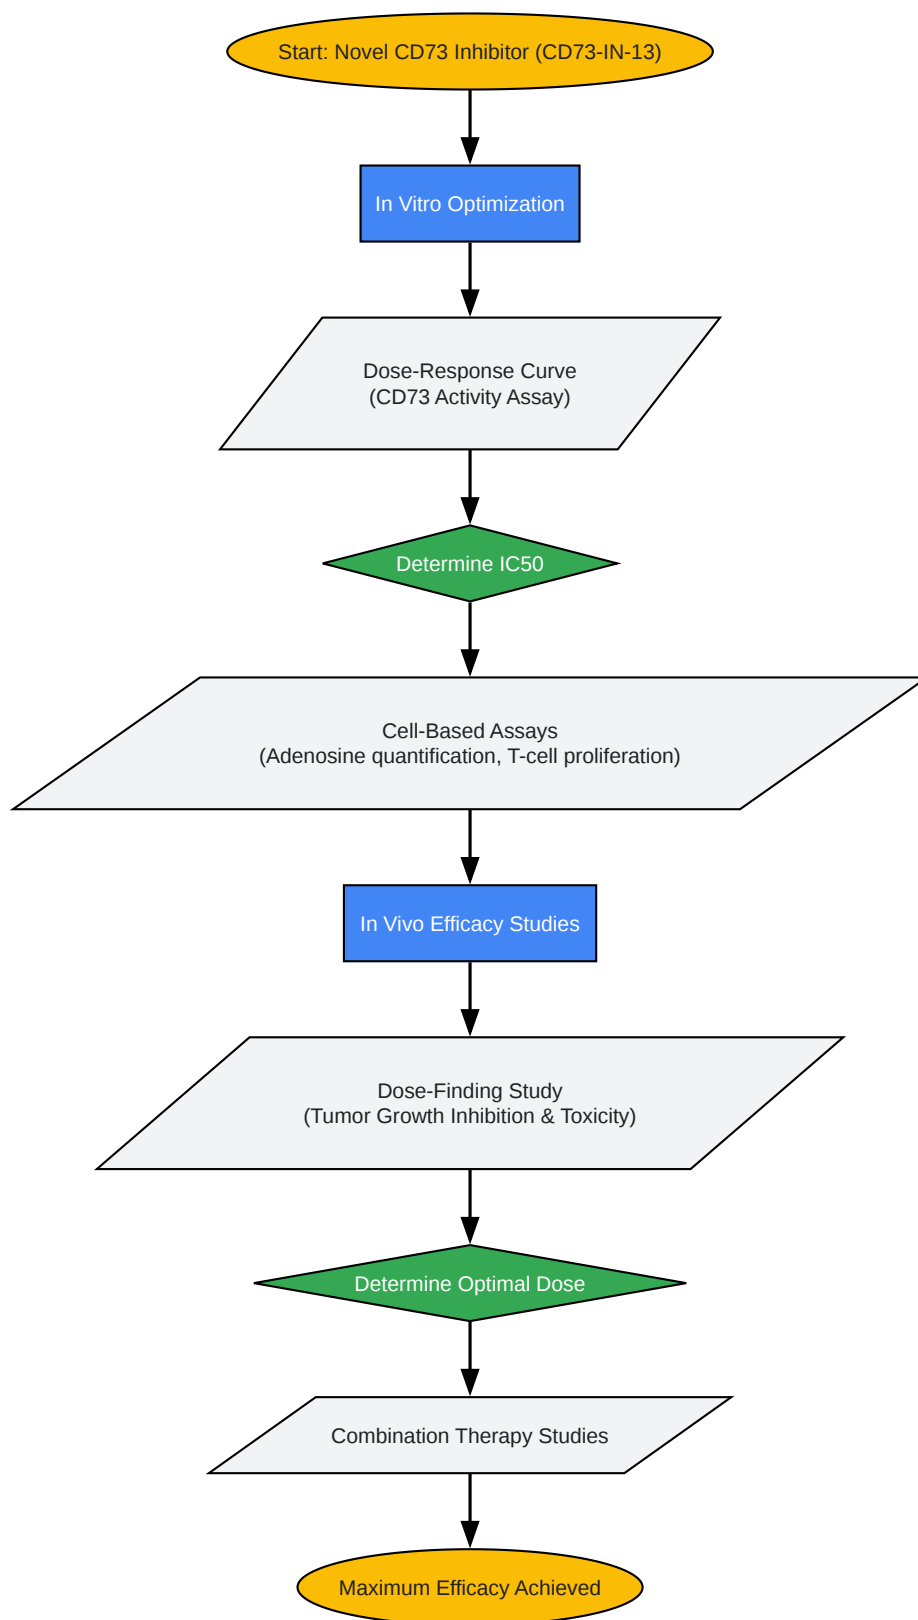 Start: Novel CD73 Inhibitor (CD73-IN-13)
In Vitro Optimization
Dose-Response Curve
(CD73 Activity Assay)
Determine IC50
Cell-Based Assays
(Adenosine quantification, T-cell proliferation)
In Vivo Efficacy Studies
Dose-Finding Study
(Tumor Growth Inhibition & Toxicity)
Determine Optimal Dose
Combination Therapy Studies
Maximum Efficacy Achieved